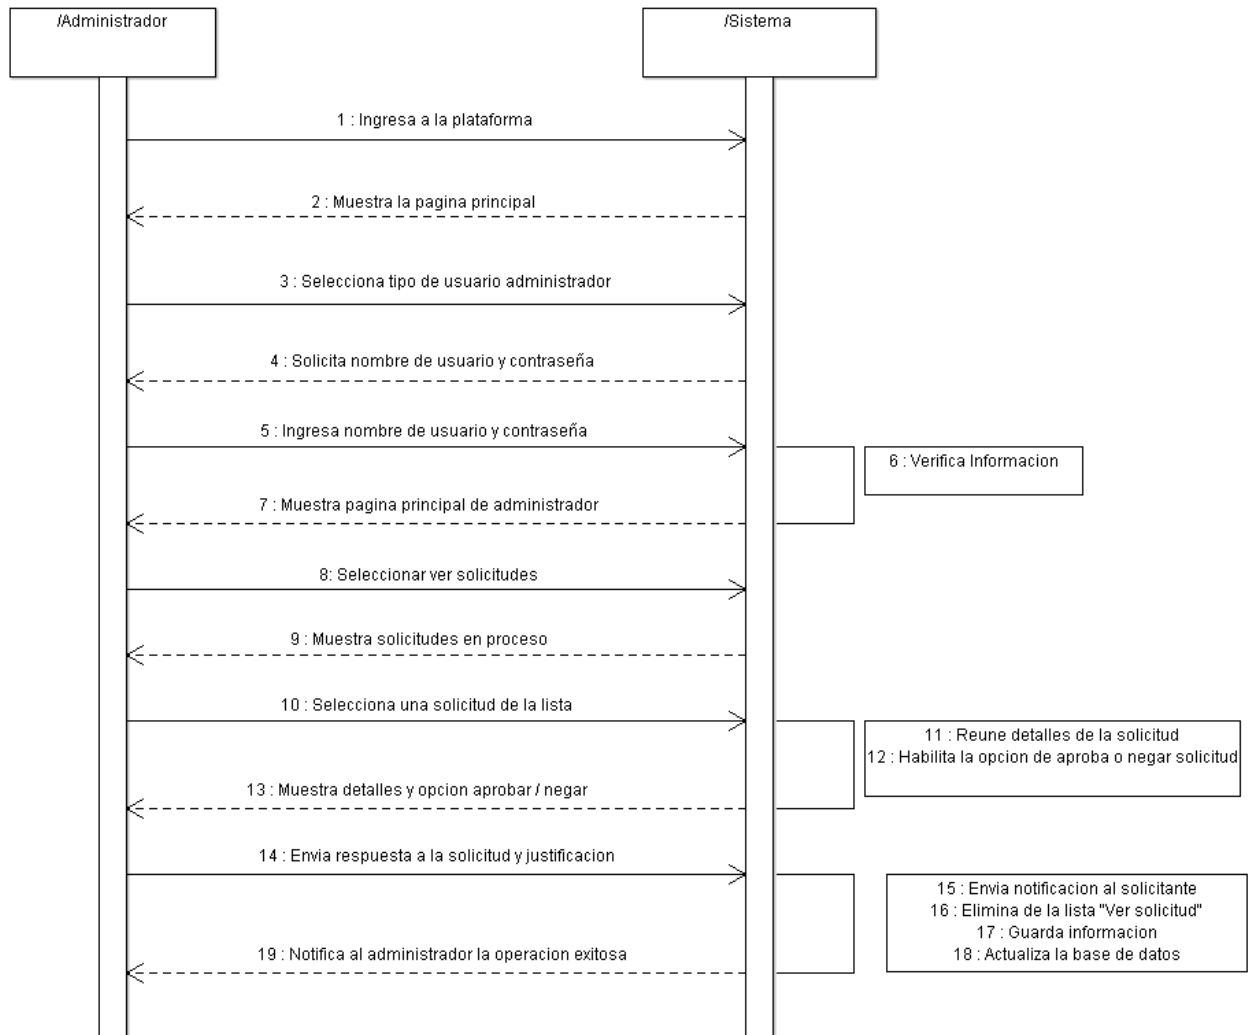 /Administrador
/Sistema
1 : Ingresa a la plataforma
2 : Muestra la pagina principal
3 : Selecciona tipo de usuario administrador
4 : Solicita nombre de usuario y contraseña
5 : Ingresa nombre de usuario y contraseña
6 : Verifica Informacion
7 : Muestra pagina principal de administrador
8: Seleccionar ver solicitudes
9 : Muestra solicitudes en proceso
10 : Selecciona una solicitud de la lista
11 : Reune detalles de la solicitud
12 : Habilita la opcion de aproba o negar solicitud
13 : Muestra detalles y opcion aprobar / negar
14 : Envia respuesta a la solicitud y justificacion
15 : Envia notificacion al solicitante
16 : Elimina de la lista "Ver solicitud"
17 : Guarda informacion
18 : Actualiza la base de datos
19 : Notifica al administrador la operacion exitosa